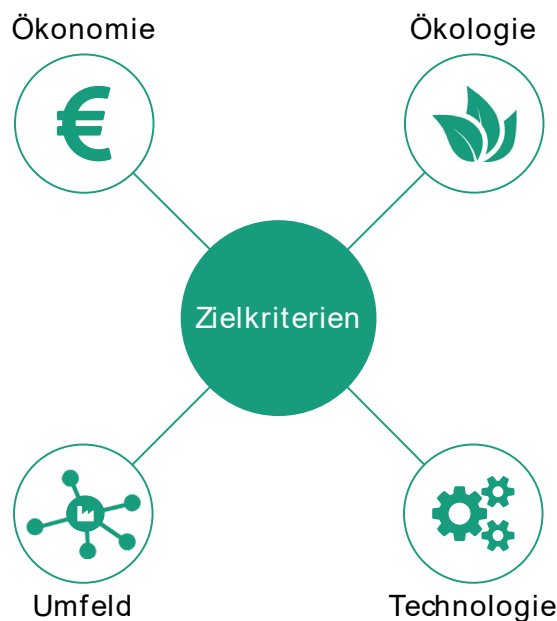 Ökonomie
Ökologie
€
Zielkriterien
Umfeld
Technologie